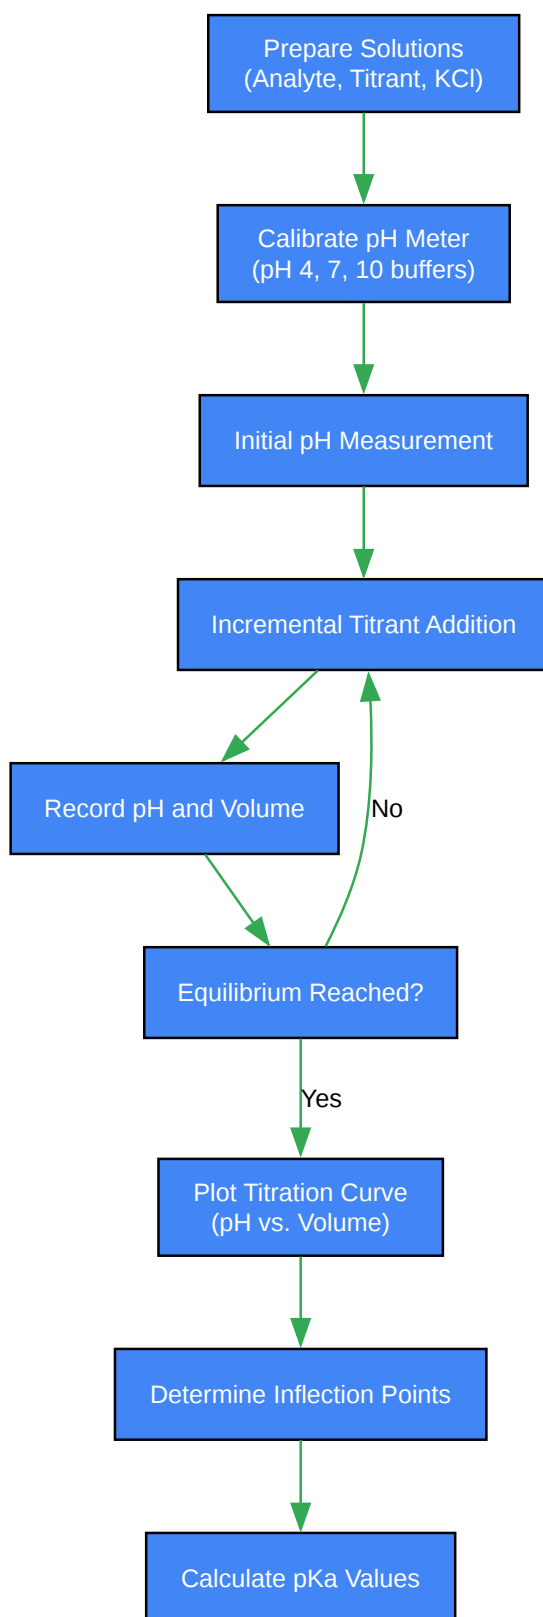 Prepare Solutions
(Analyte, Titrant, KCl)
Calibrate pH Meter
(pH 4, 7, 10 buffers)
Initial pH Measurement
Incremental Titrant Addition
Record pH and Volume
No
Equilibrium Reached?
Yes
Plot Titration Curve
(pH vs. Volume)
Determine Inflection Points
Calculate pKa Values